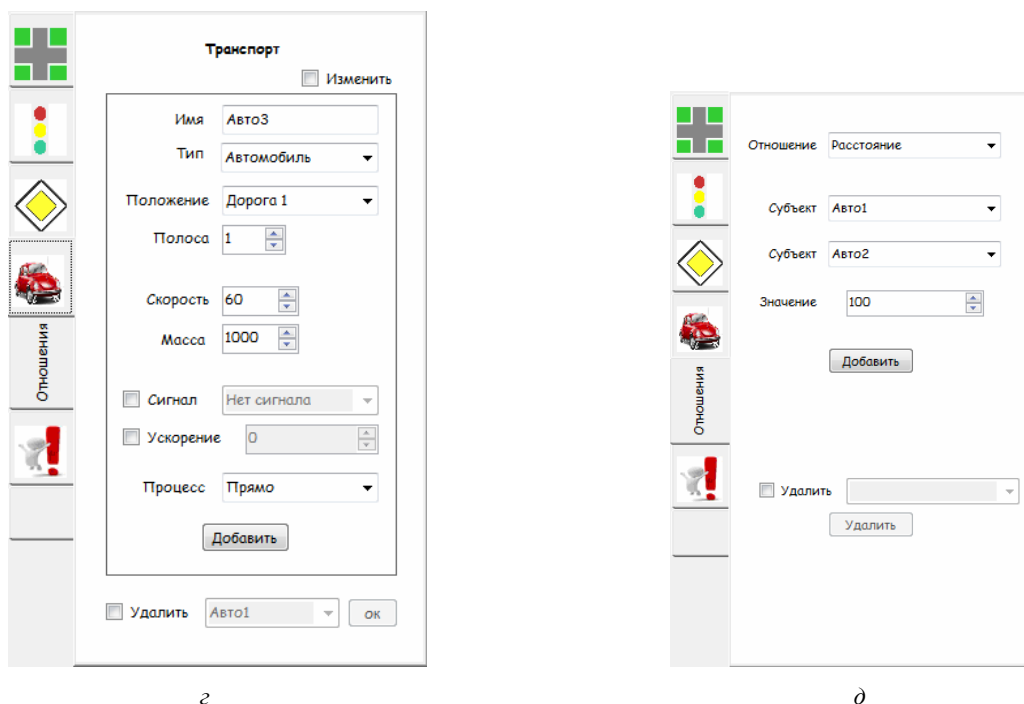 Транспорт
Изменить
Имя Авто3
Тип Автомобиль
Положение Дорога 1
Полоса 1
Скорость 60
Масса 1000
Сигнал Нет сигнала
Ускорение 0
Процесс Прямо
Добавить
Удалить Авто1 ок
Отношения
г
Отношение Расстояние
Субъект Авто1
Субъект Авто2
Значение 100
Добавить
Удалить
Удалить
Отношения
д